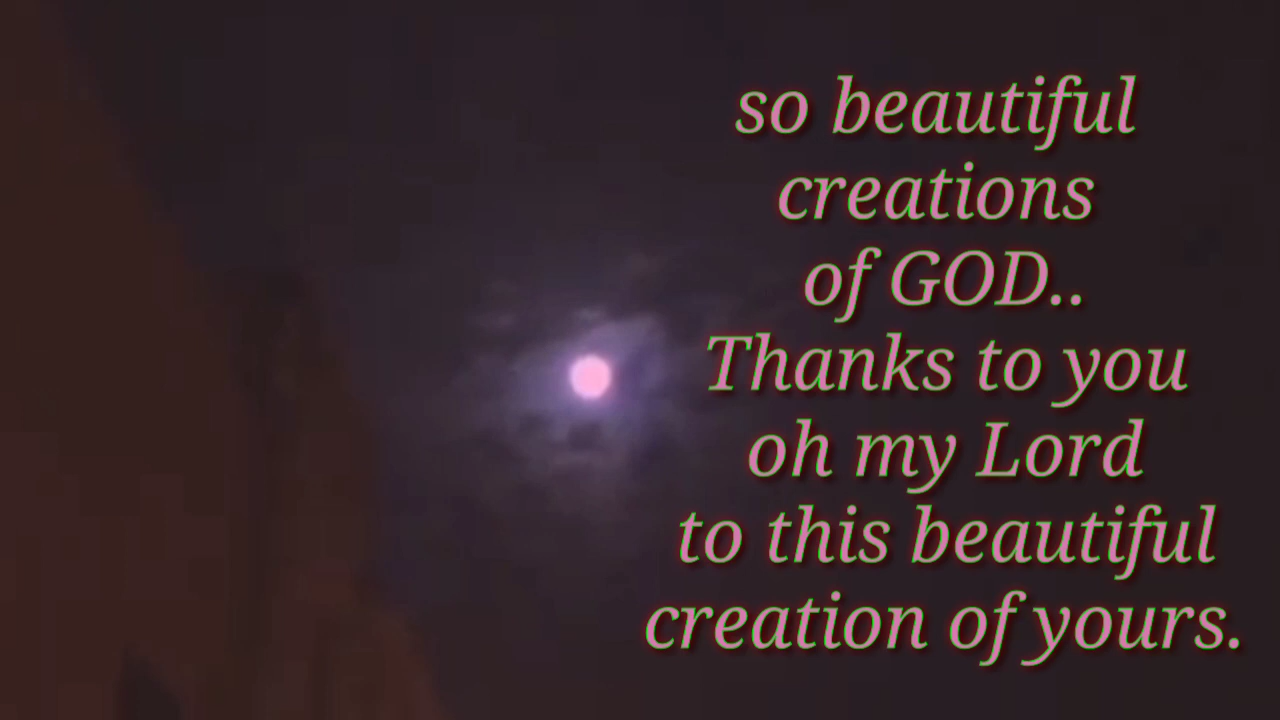 so beautiful
creations
of GOD..
Thanks to you
oh my Lord
to this beautiful
creation of yours.